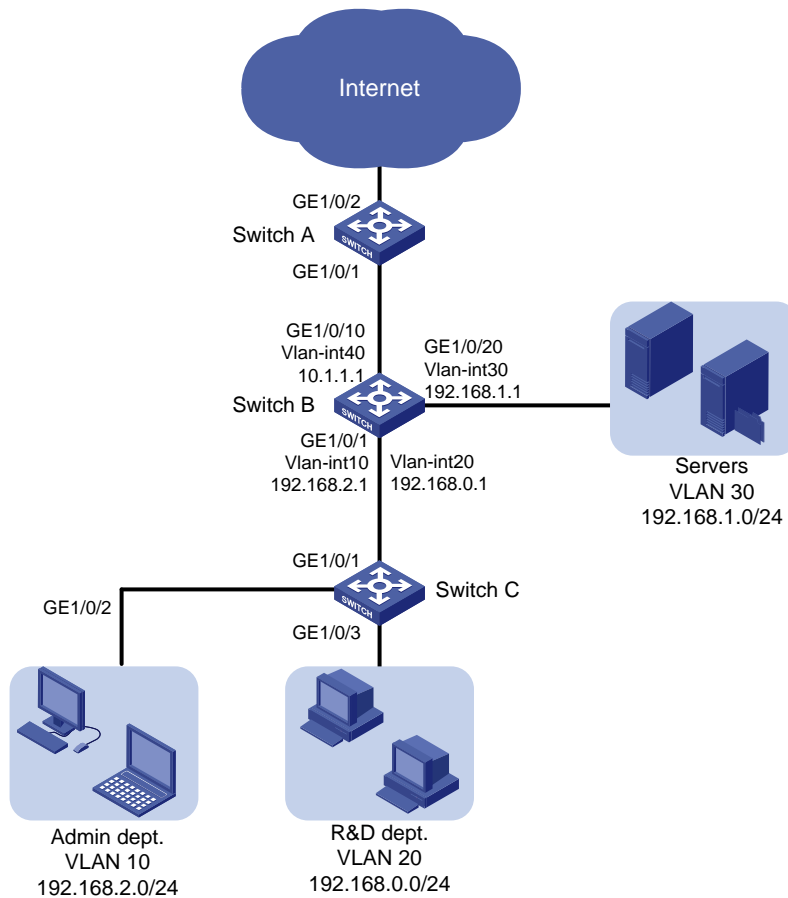 Internet
GE1/0/2
Switch A
SWITCH
GE1/0/1
GE1/0/10
Vlan-int40
10.1.1.1
GE1/0/20
Vlan-int30
192.168.1.1
Switch B
SWITCH
GE1/0/1
Vlan-int10
192.168.2.1
Vlan-int20
192.168.0.1
Servers
VLAN 30
192.168.1.0/24
GE1/0/1
Switch C
SWITCH
GE1/0/2
GE1/0/3
Admin dept.
VLAN 10
192.168.2.0/24
R&D dept.
VLAN 20
192.168.0.0/24